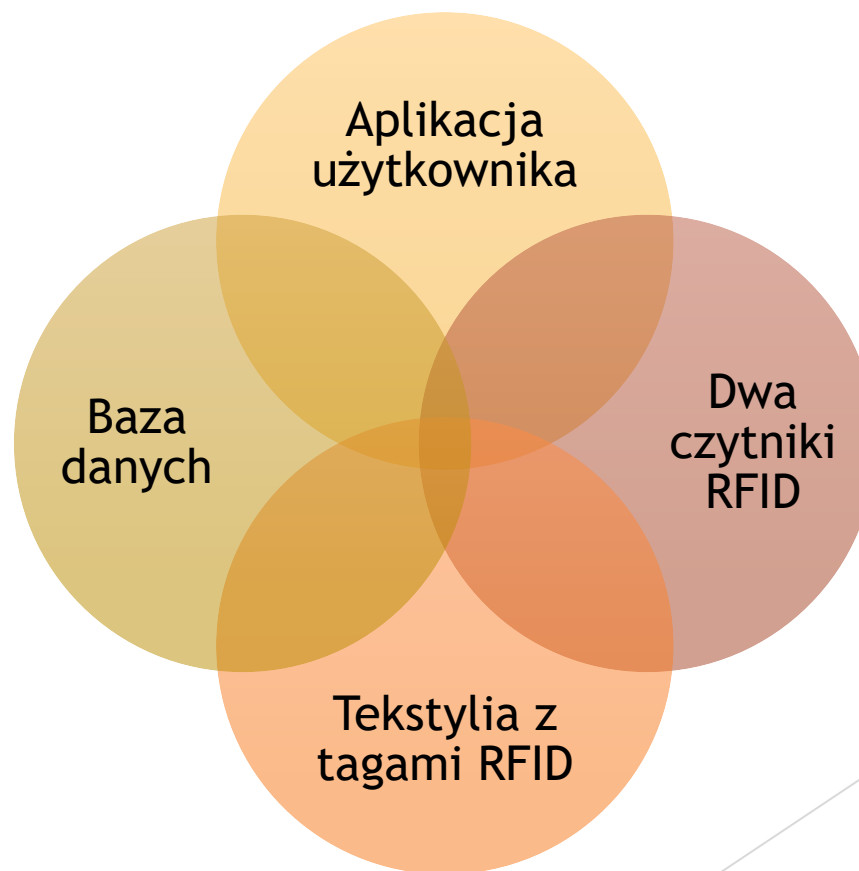 Aplikacja
użytkownika
Baza
danych
Dwa
czytniki
RFID
Tekstylia z
tagami RFID